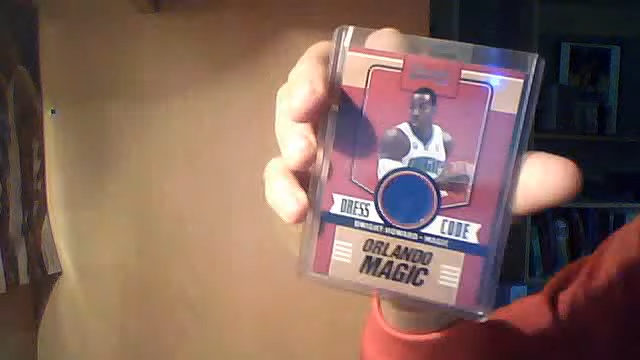 DRESS CODE
DWIGHT HOWARD - MAGIC
ORLANDO
MAGIC